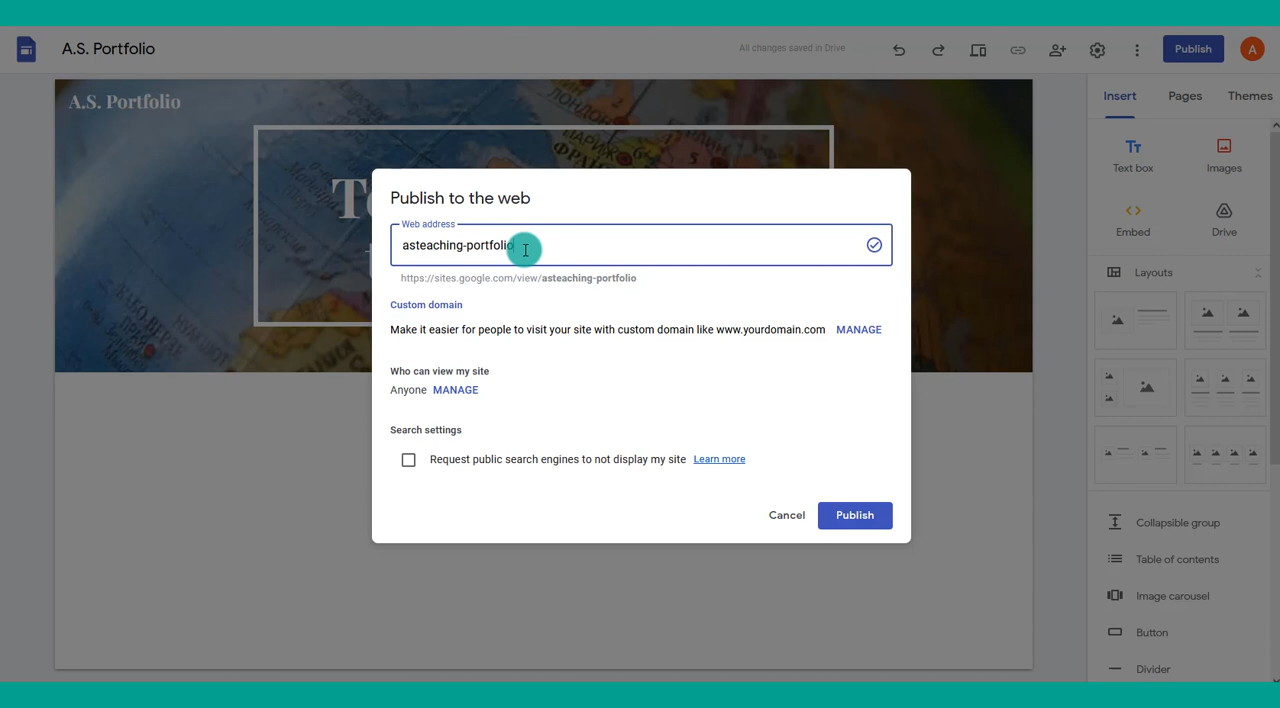 A.S. Portfolio
All changes saved in Drive
Publish
A
A.S. Portfolio
ЛОНДОН
ПАРИЖ
ФРАН
Insert
Pages
Themes
Text box
Images
Embed
Drive
Layouts
Collapsible group
Table of contents
Image carousel
Button
Divider
Publish to the web
Web address
asteaching-portfolio
https://sites.google.com/view/asteaching-portfolio
Custom domain
Make it easier for people to visit your site with custom domain like www.yourdomain.com MANAGE
Who can view my site
Anyone MANAGE
Search settings
Request public search engines to not display my site Learn more
Cancel
Publish